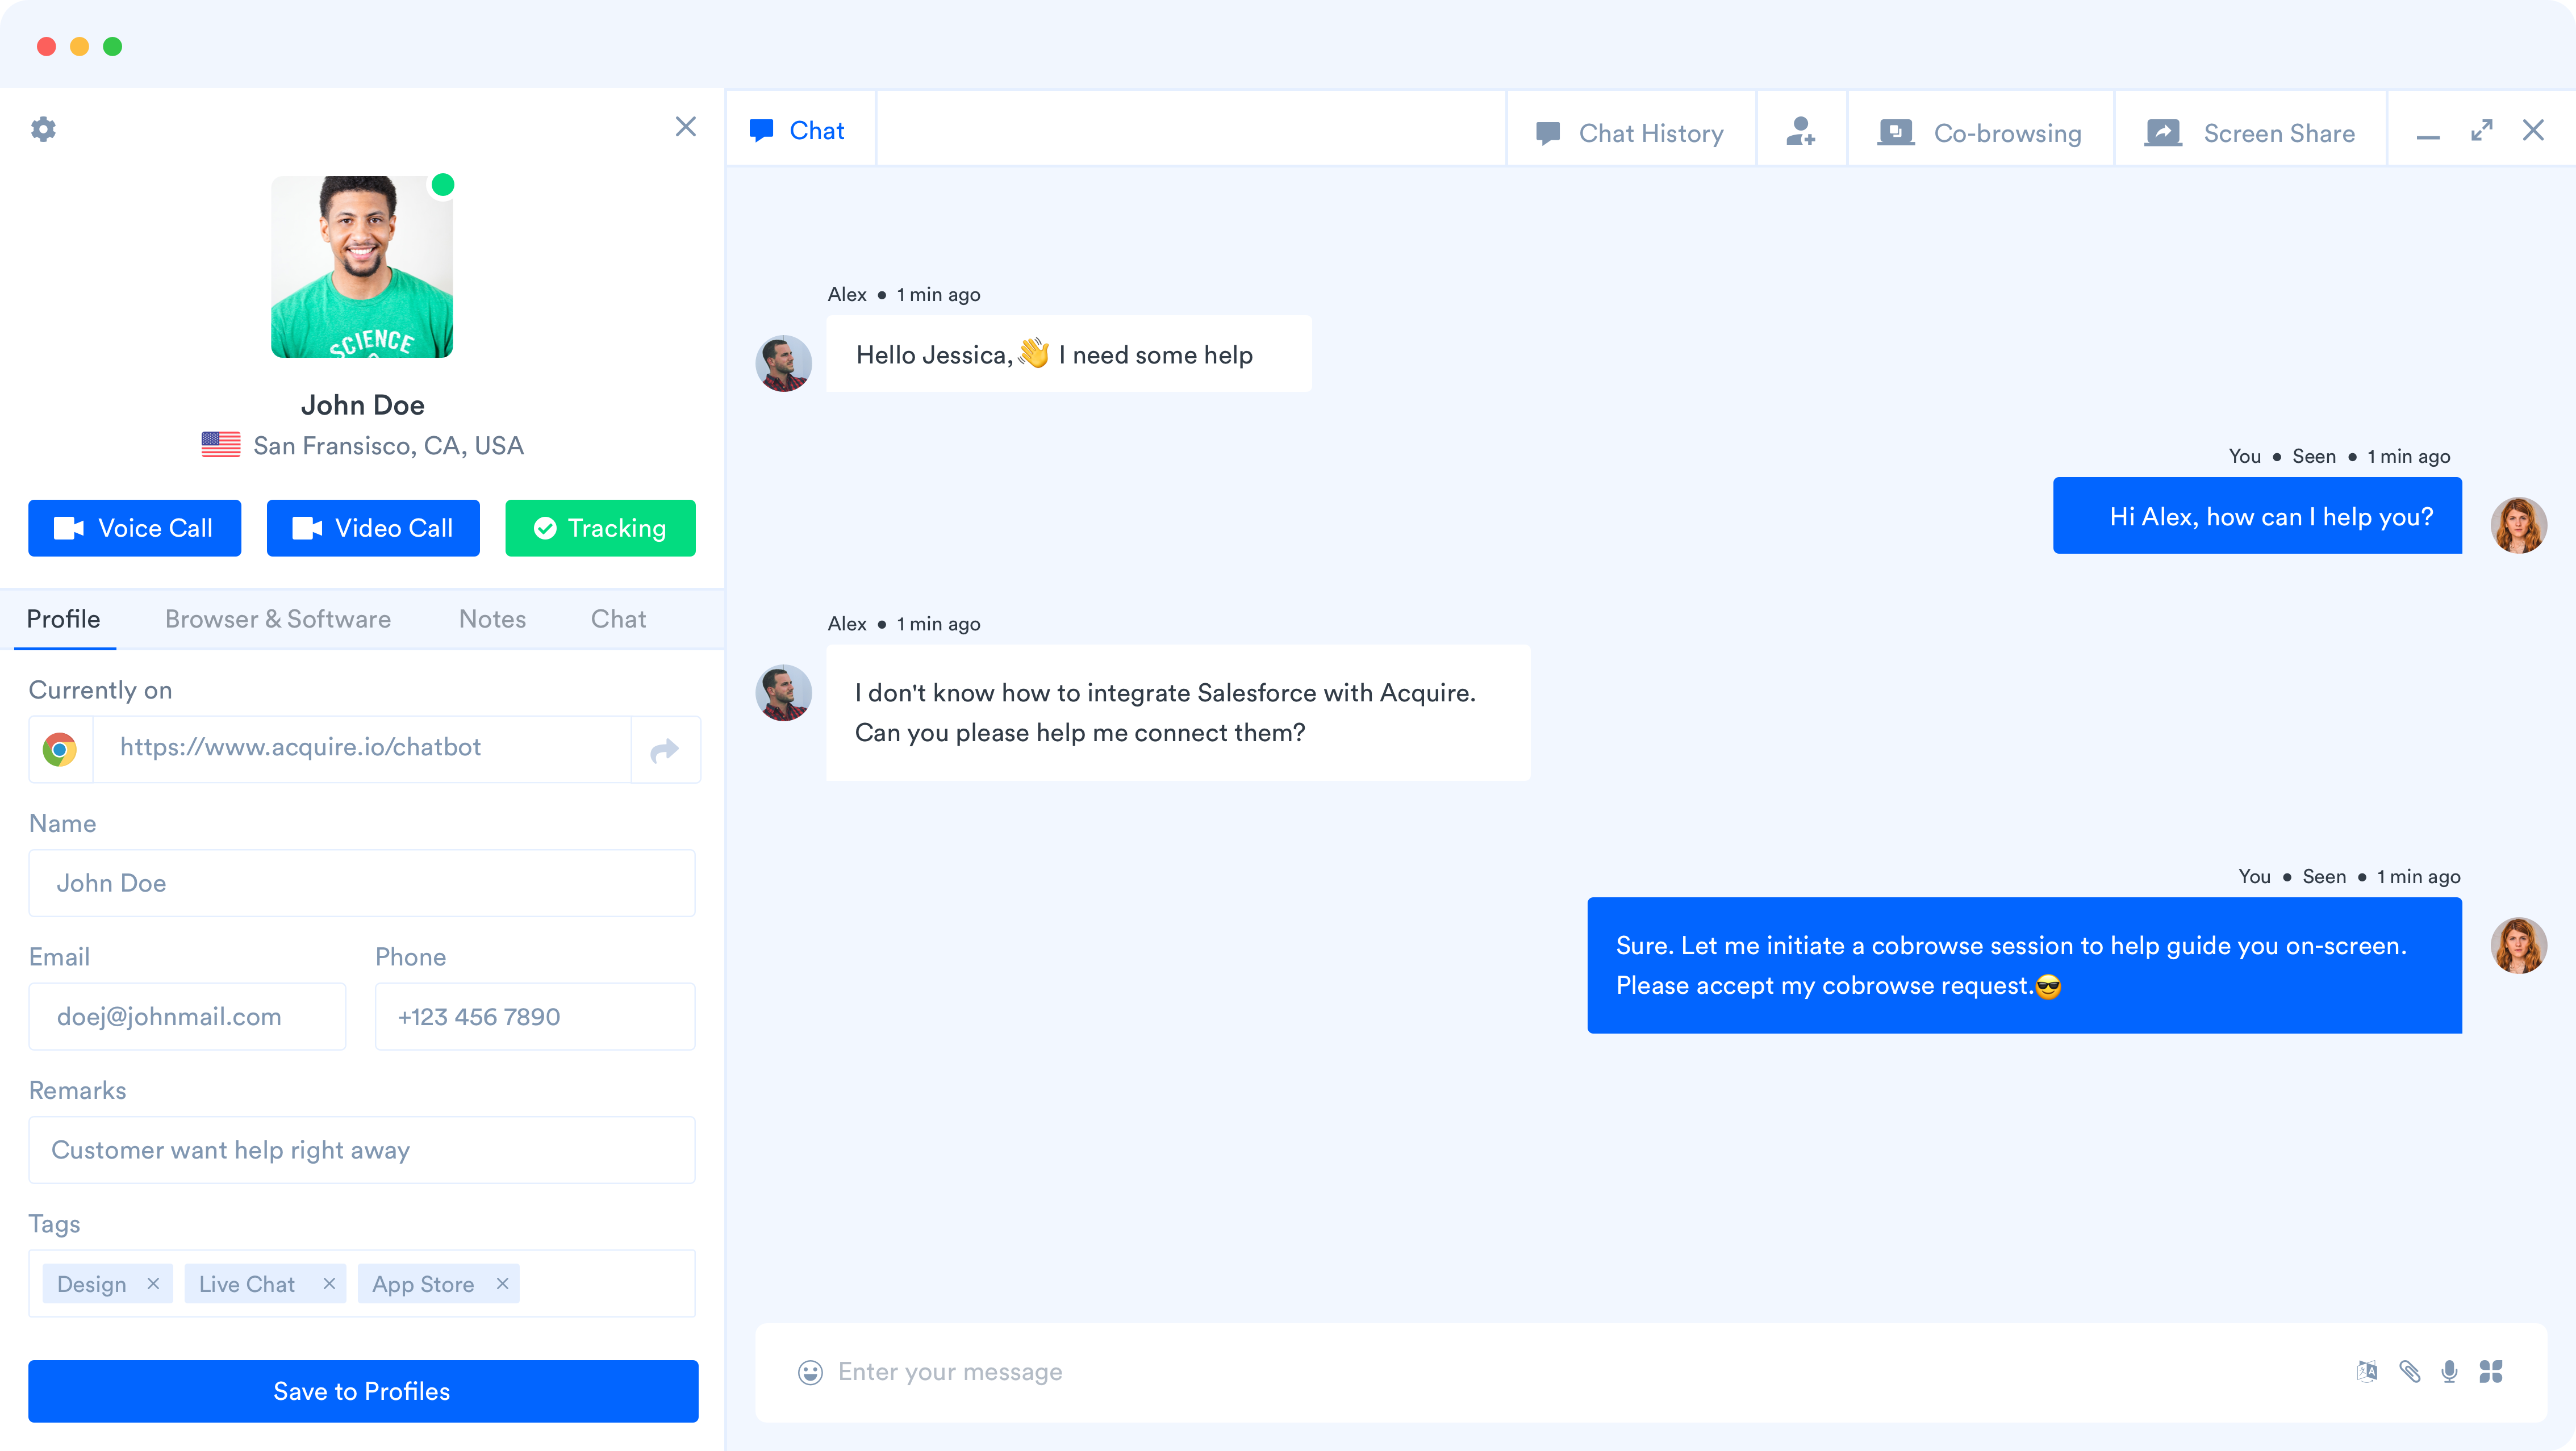 Chat
Chat History
Co-browsing
Screen Share
SCIENCE
John Doe
San Fransisco, CA, USA
Voice Call
Video Call
Tracking
Profile
Browser & Software
Notes
Chat
Currently on
https://www.acquire.io/chatbot
Name
John Doe
Email
Phone
doej@johnmail.com
+123 456 7890
Remarks
Customer want help right away
Tags
Design
Live Chat
App Store
Save to Profiles
Alex • 1 min ago
Hello Jessica,👋 I need some help
You • Seen • 1 min ago
Hi Alex, how can I help you?
Alex • 1 min ago
I don't know how to integrate Salesforce with Acquire.
Can you please help me connect them?
You • Seen • 1 min ago
Sure. Let me initiate a cobrowse session to help guide you on-screen.
Please accept my cobrowse request.😎
Enter your message